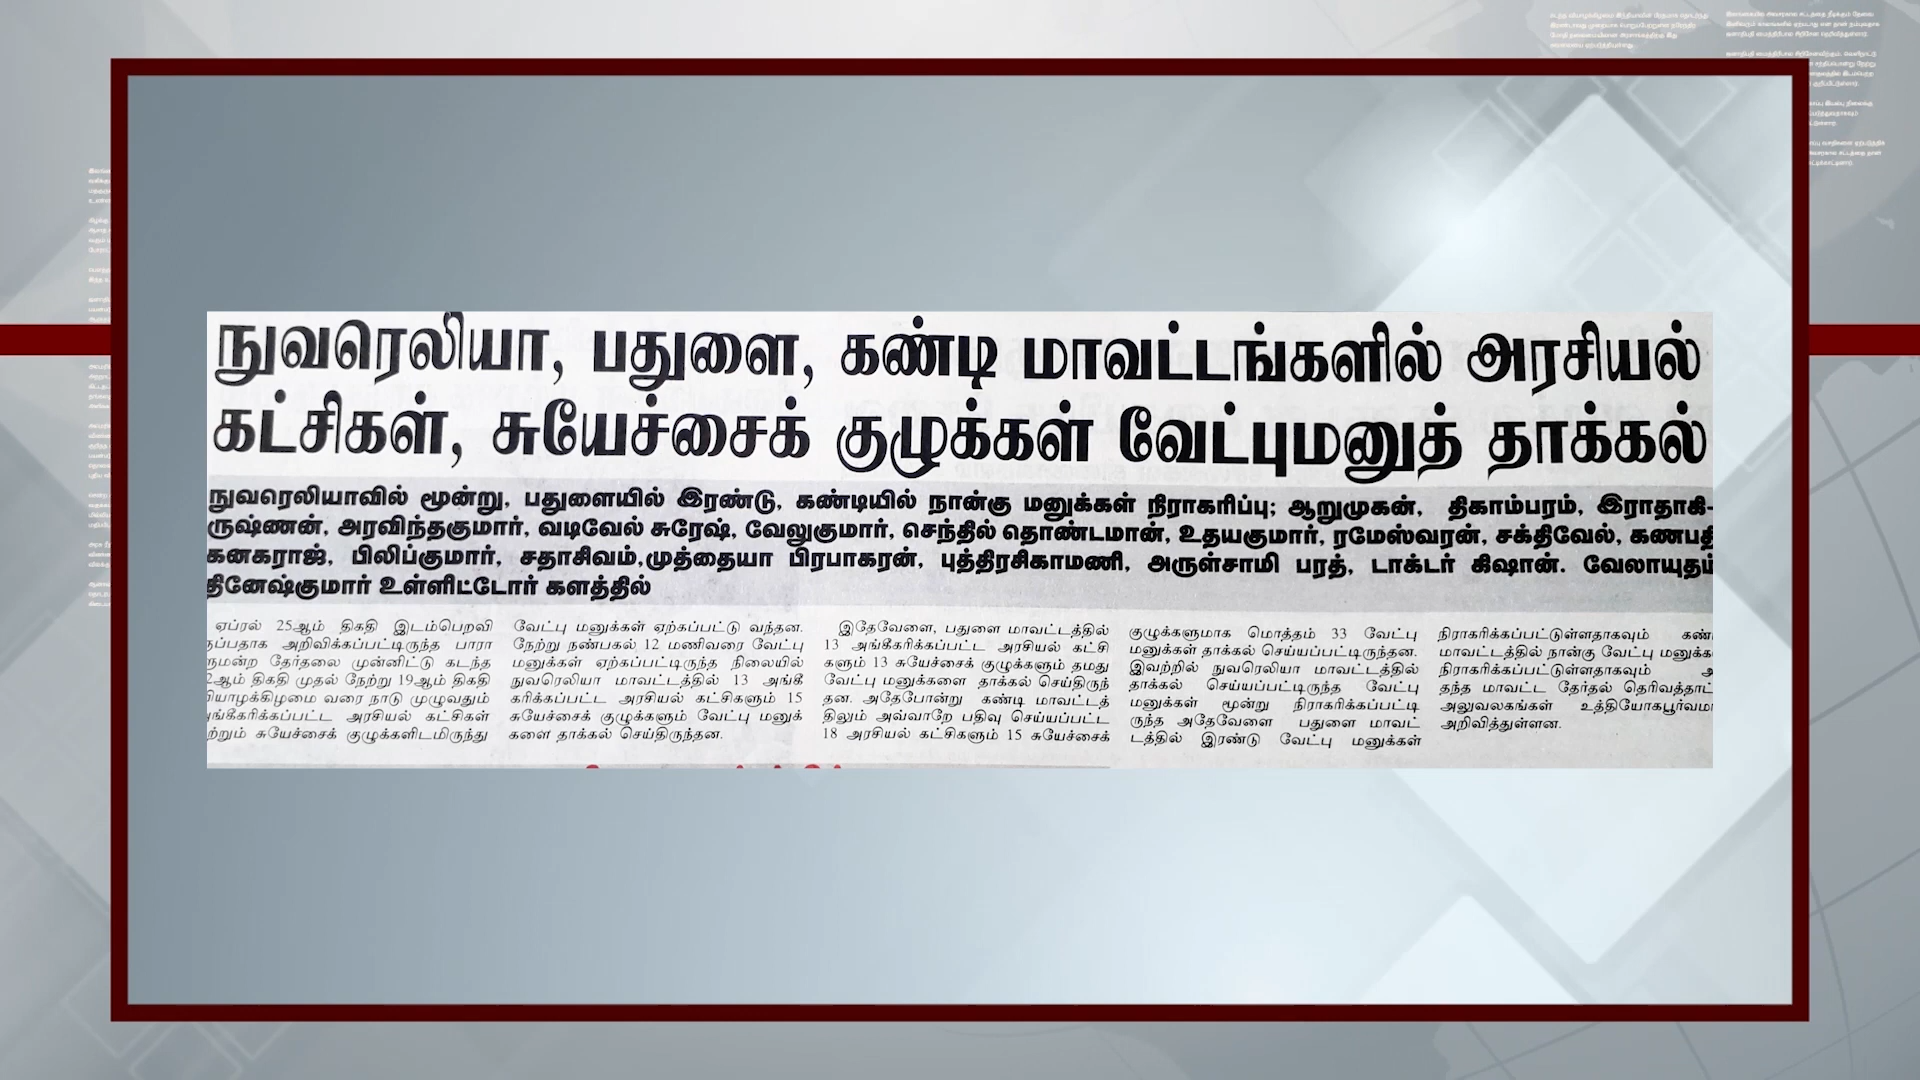 நுவரெலியா, பதுளை, கண்டி மாவட்டங்களில் அரசியல்
கட்சிகள், சுயேச்சைக் குழுக்கள் வேட்புமனுத் தாக்கல்
நுவரெலியாவில் மூன்று, பதுளையில் இரண்டு, கண்டியில் நான்கு மனுக்கள் நிராகரிப்பு; ஆறுமுகன், திகாம்பரம், இராதாகி-
ருஷ்ணன், அரவிந்தகுமார், வடிவேல் சுரேஷ், வேலுகுமார், செந்தில் தொண்டமான், உதயகுமார், ரமேஸ்வரன், சக்திவேல், கணபதி
கனகராஜ், பிலிப்குமார், சதாசிவம்,முத்தையா பிரபாகரன், புத்திரசிகாமணி, அருள்சாமி பரத், டாக்டர் கிஷான். வேலாயுதம்
தினேஷ்குமார் உள்ளிட்டோர் களத்தில்
ஏப்ரல் 25ஆம் திகதி இடம்பெறவி
ருப்பதாக அறிவிக்கப்பட்டிருந்த பாரா
ளுமன்ற தேர்தலை முன்னிட்டு கடந்த
2ஆம் திகதி முதல் நேற்று 19ஆம் திகதி
வியாழக்கிழமை வரை நாடு முழுவதும்
அங்கீகரிக்கப்பட்ட அரசியல் கட்சிகள்
ற்றும் சுயேச்சைக் குழுக்களிடமிருந்து
வேட்பு மனுக்கள் ஏற்கப்பட்டு வந்தன.
நேற்று நண்பகல் 12 மணிவரை வேட்பு
மனுக்கள் ஏற்கப்பட்டிருந்த நிலையில்
நுவரெலியா மாவட்டத்தில் 13 அங்கீ
கரிக்கப்பட்ட அரசியல் கட்சிகளும் 15
சுயேச்சைக் குழுக்களும் வேட்பு மனுக்
களை தாக்கல் செய்திருந்தன.
இதேவேளை, பதுளை மாவட்டத்தில்
13 அங்கீகரிக்கப்பட்ட அரசியல் கட்சி
களும் 13 சுயேச்சைக் குழுக்களும் தமது
வேட்பு மனுக்களை தாக்கல் செய்திருந்
தன. அதேபோன்று கண்டி மாவட்டத்
திலும் அவ்வாறே பதிவு செய்யப்பட்ட
18 அரசியல் கட்சிகளும் 15 சுயேச்சைக்
குழுக்களுமாக மொத்தம் 33 வேட்பு
மனுக்கள் தாக்கல் செய்யப்பட்டிருந்தன.
இவற்றில் நுவரெலியா மாவட்டத்தில்
தாக்கல் செய்யப்பட்டிருந்த வேட்பு
மனுக்கள் மூன்று நிராகரிக்கப்பட்டி
ருந்த அதேவேளை பதுளை மாவட்
டத்தில் இரண்டு வேட்பு மனுக்கள்
நிராகரிக்கப்பட்டுள்ளதாகவும் கண்
மாவட்டத்தில் நான்கு வேட்பு மனுக்க
நிராகரிக்கப்பட்டுள்ளதாகவும் அ
தந்த மாவட்ட தேர்தல் தெரிவத்தாட்
அலுவலகங்கள் உத்தியோகபூர்வமா
அறிவித்துள்ளன.